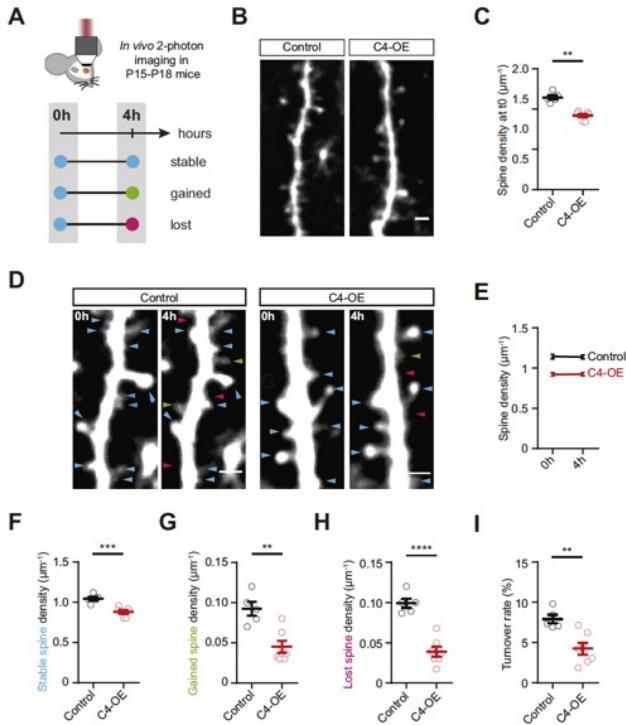 A
In vivo 2-photon
imaging in
P15-P18 mice
0h
4h
hours
stable
gained
lost
B
Control
C4-OE
C
**
Spine density at t0 (μm⁻¹)
2.0
1.5
1.0
0.5
0
Control
C4-OE
D
Control
C4-OE
0h
4h
0h
4h
E
Spine density (μm⁻¹)
1.5
1
0.5
0
Control
C4-OE
0h
4h
F
***
Stable spine density (μm⁻¹)
1.5
1.0
0.5
0
Control
C4-OE
G
**
Gained spine density (μm⁻¹)
0.15
0.10
0.05
0
Control
C4-OE
H
****
Lost spine density (μm⁻¹)
0.15
0.10
0.05
0
Control
C4-OE
I
**
Turnover rate (%)
15
10
5
0
Control
C4-OE